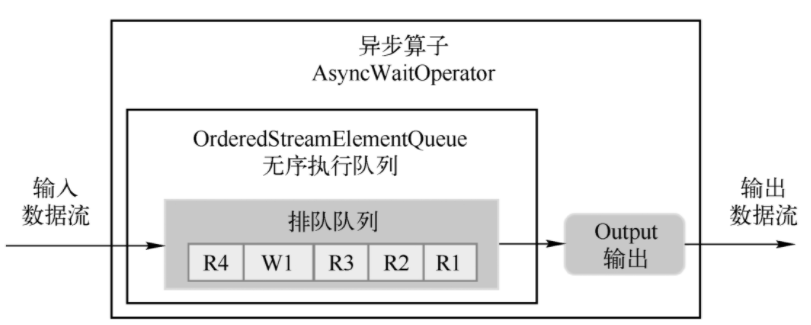 异步算子
AsyncWaitOperator
OrderedStreamElementQueue
无序执行队列
输入
数据流
排队队列
R4 W1 R3 R2 R1
Output
输出
输出
数据流